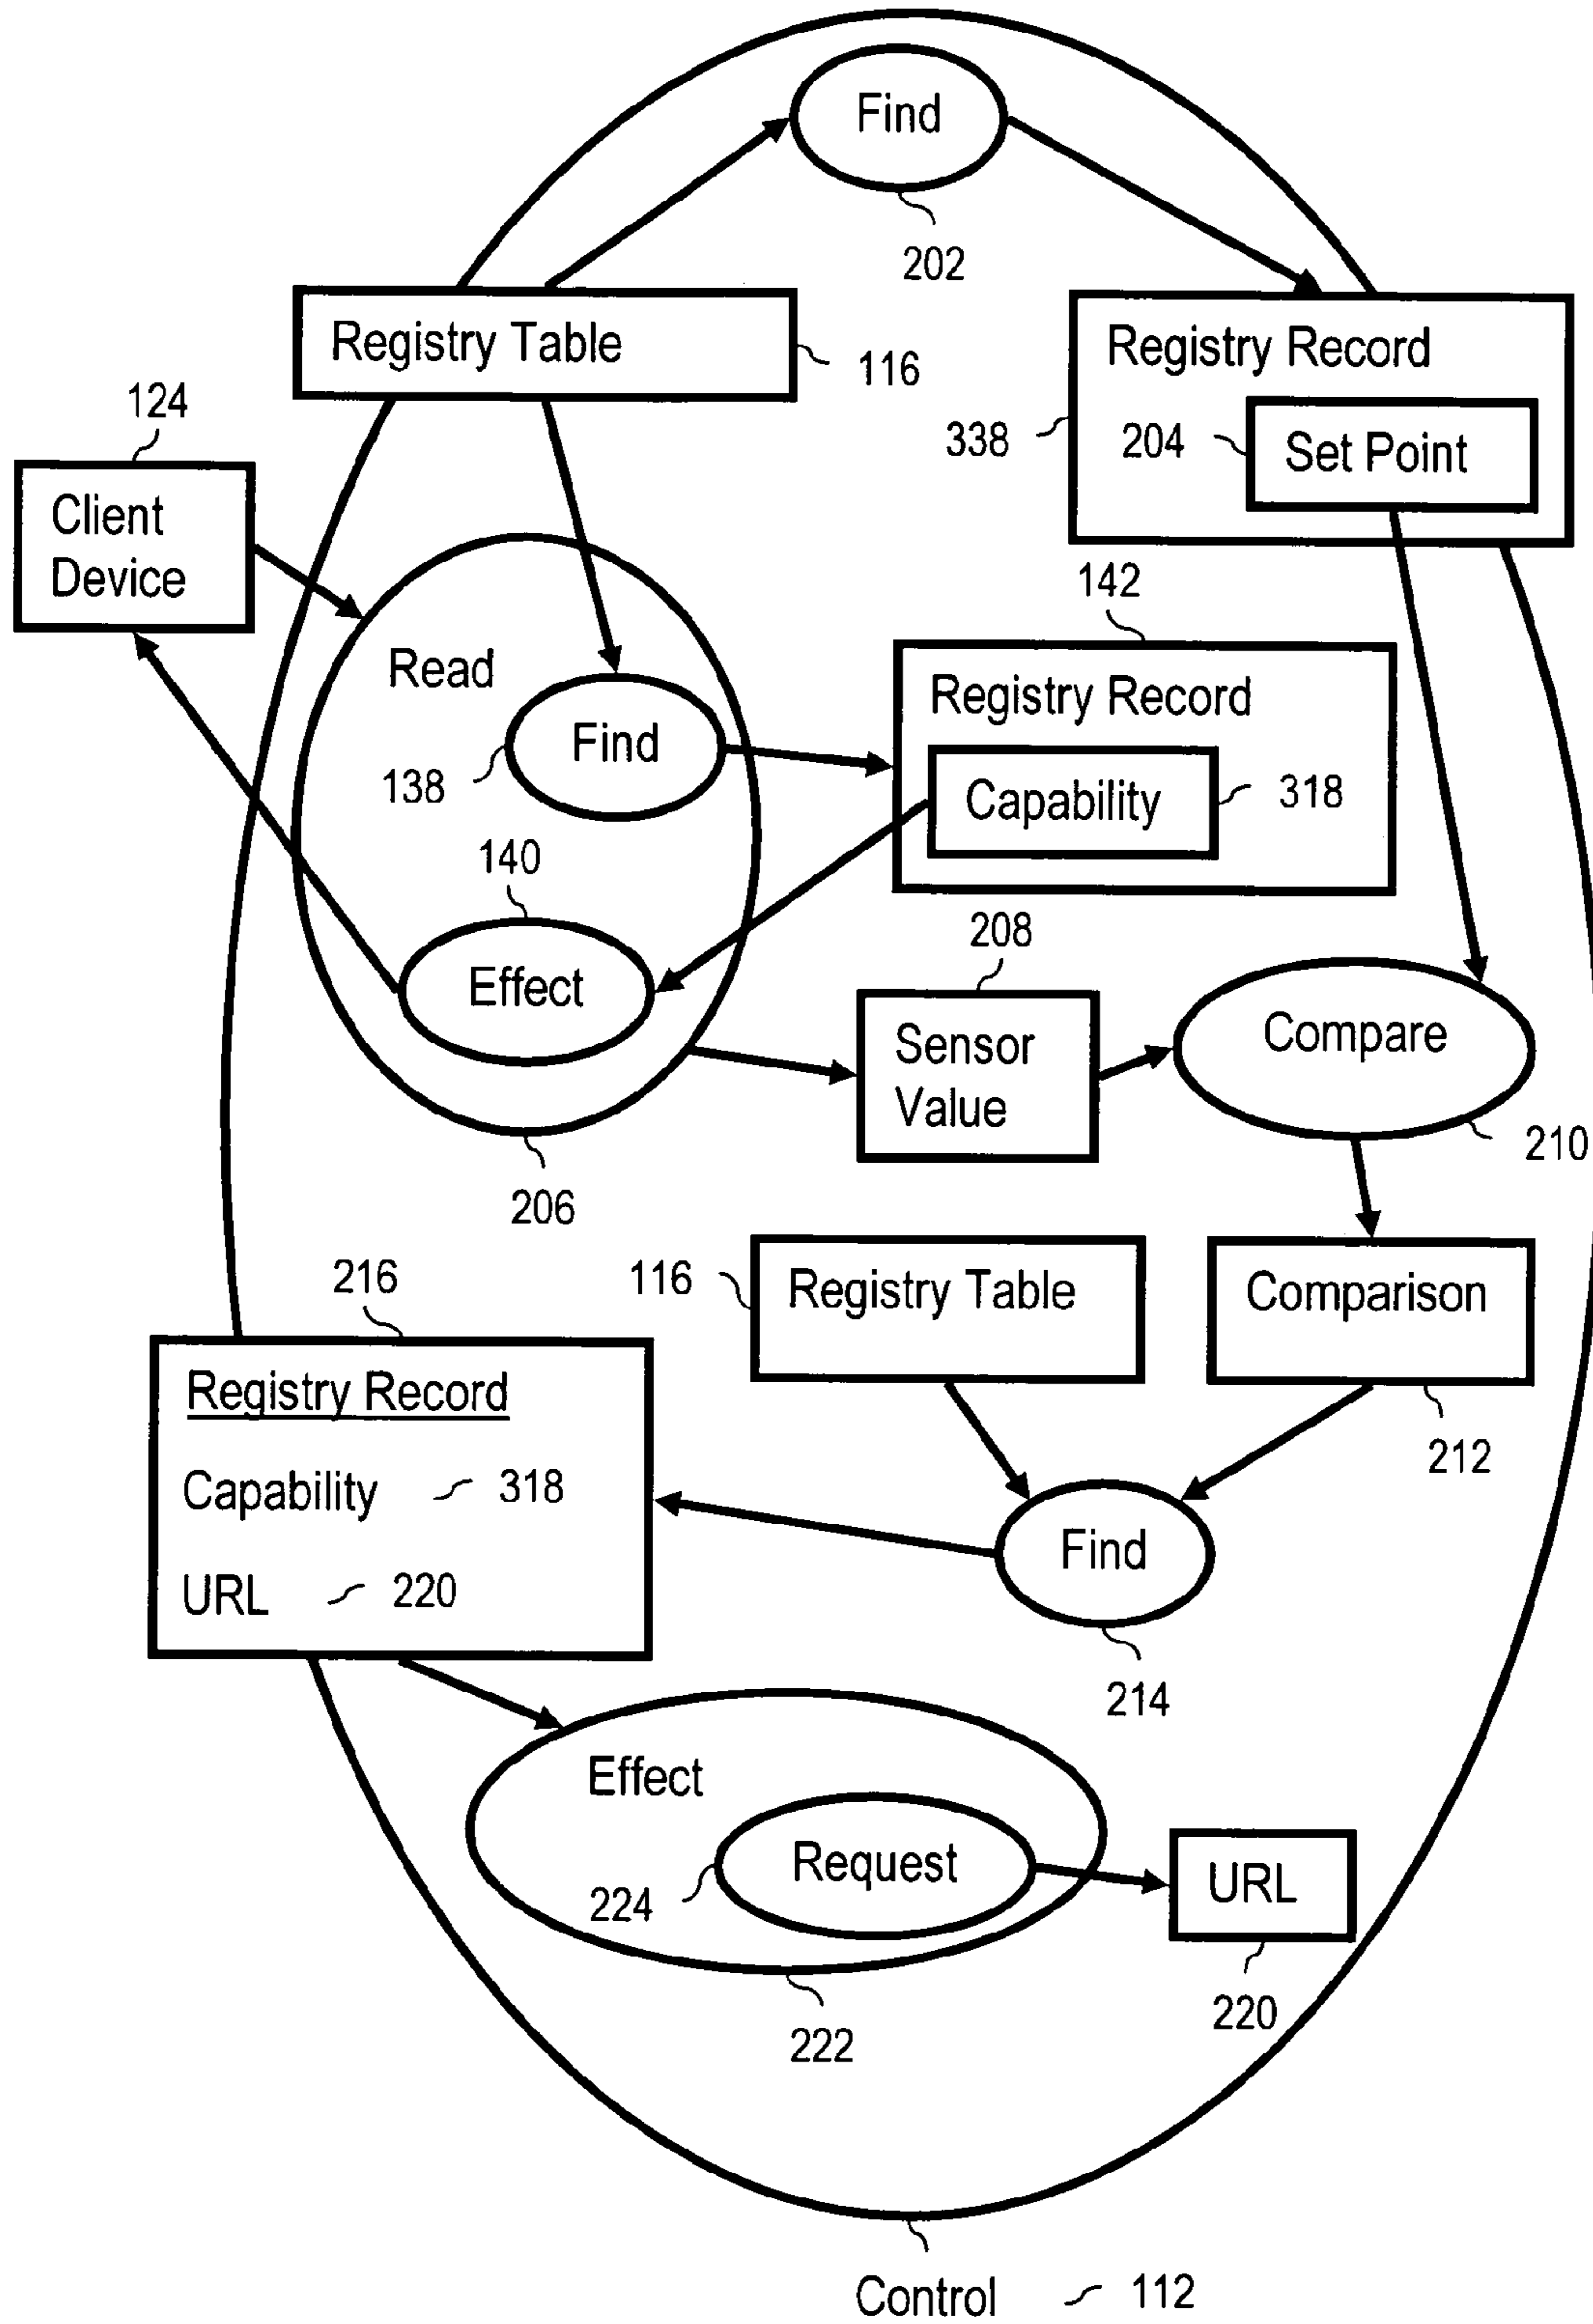 Find
202
Registry Table
116
Registry Record
338
204
Set Point
124
Client
Device
142
Read
Find
138
Registry Record
Capability
318
140
Effect
208
Sensor
Value
Compare
210
206
216
116
Registry Table
Comparison
212
Registry Record
Capability
318
URL
220
Find
214
Effect
Request
224
URL
220
222
Control
112